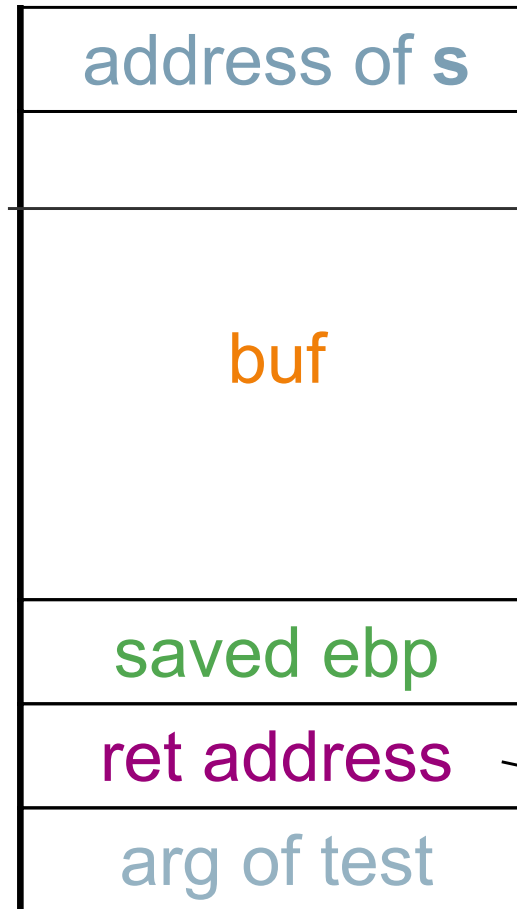 address of s
buf
saved ebp
ret address
arg of test